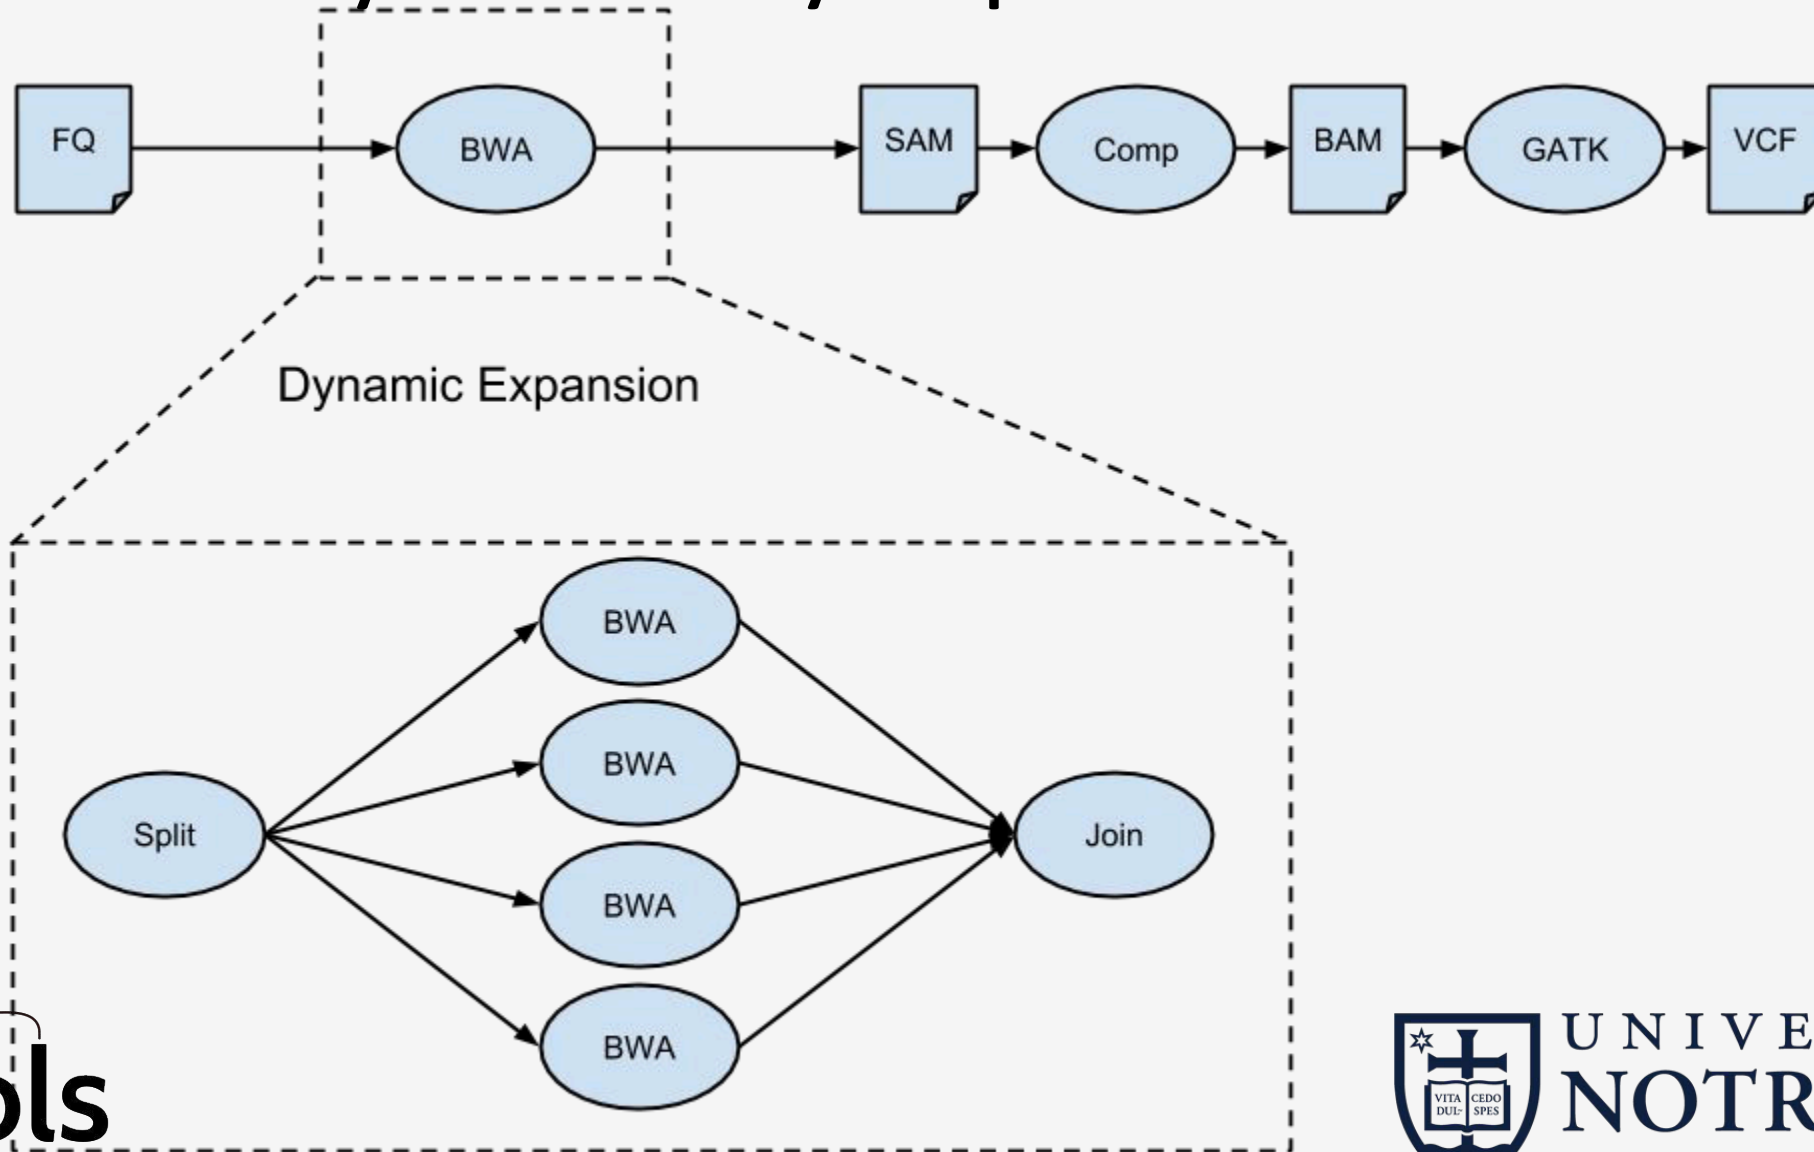 FQ
BWA
SAM
Comp
BAM
GATK
VCF
Dynamic Expansion
BWA
BWA
Split
Join
BWA
BWA
ols
UNIVE
NOTR
VITA CEDO
DUL- SPES